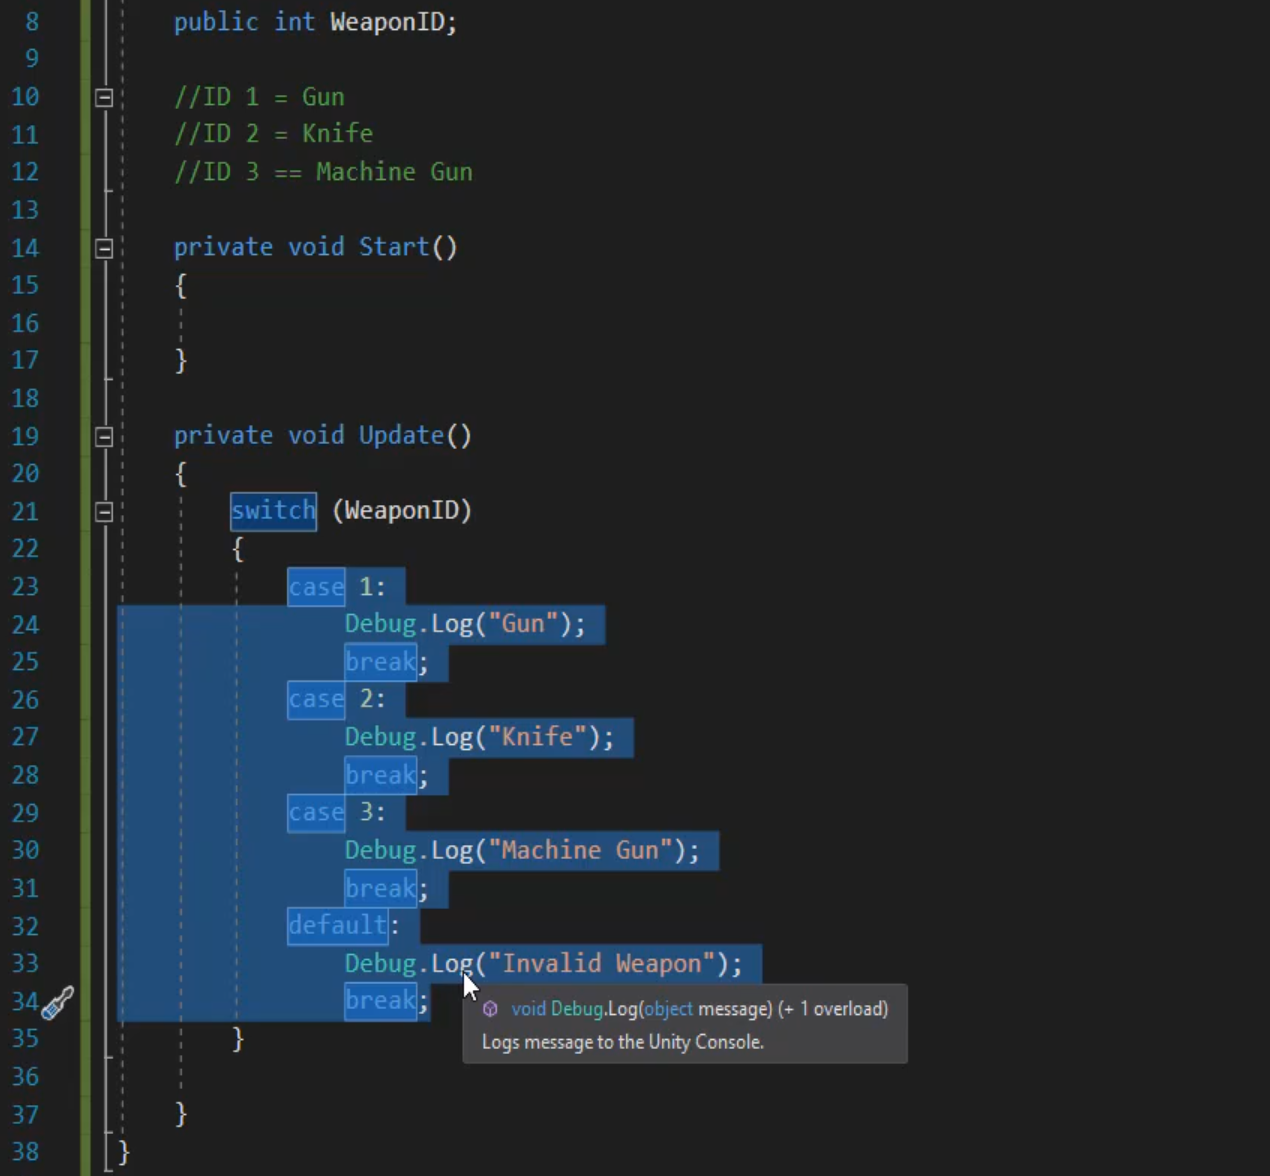 8 public int WeaponID;
9
10 //ID 1 = Gun
11 //ID 2 = Knife
12 //ID 3 == Machine Gun
13
14 private void Start()
15 {
16
17 }
18
19 private void Update()
20 {
21 switch (WeaponID)
22 {
23 case 1:
24 Debug.Log("Gun");
25 break;
26 case 2:
27 Debug.Log("Knife");
28 break;
29 case 3:
30 Debug.Log("Machine Gun");
31 break;
32 default:
33 Debug.Log("Invalid Weapon");
34 break;
void Debug.Log(object message) (+ 1 overload)
Logs message to the Unity Console.
35 }
36
37 }
38 }